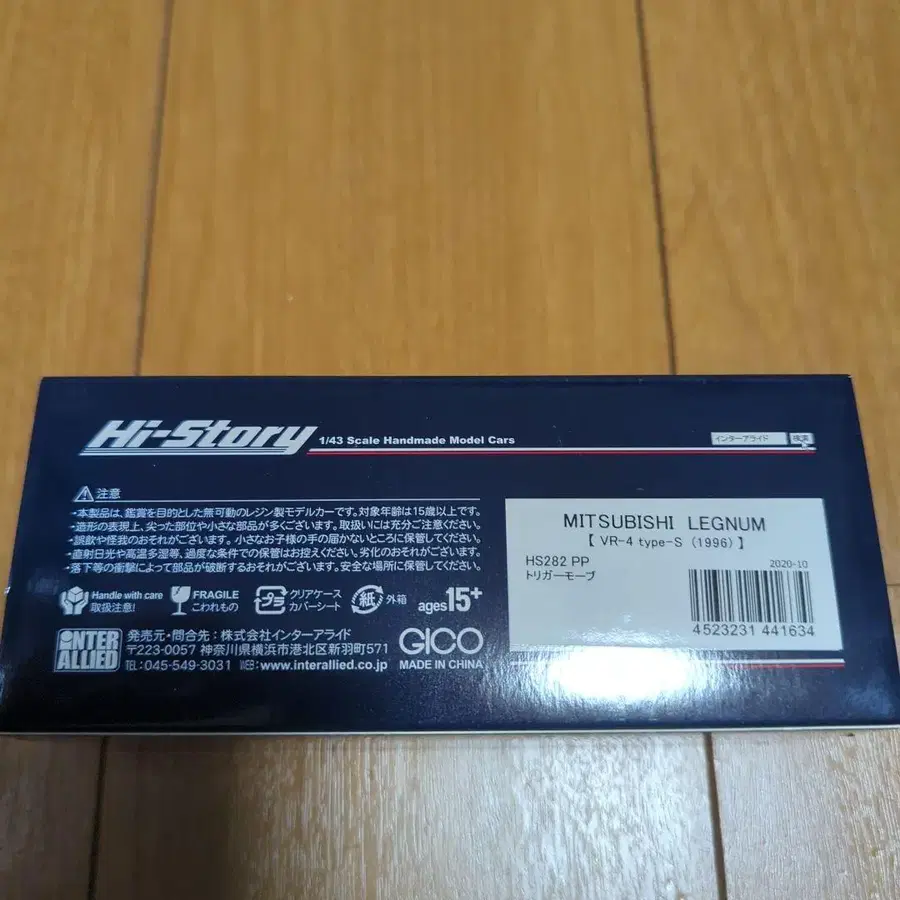 Hi-Story 1/43 Scale Handmade Model Cars
インターアライド 検索
注意
・本製品は、鑑賞を目的とした無可動のレジン製モデルカーです。対象年齢は15歳以上です。
・造形の表現上、尖った部位や小さな部品が多くございます。取扱いには充分ご注意ください。
・誤飲や怪我のおそれがございます。小さなお子様の手の届かないところに保管してください。
・直射日光や高温多湿等、過度な条件での保管はお控えください。劣化のおそれがございます。
・落下等の衝撃によって部品が破断するおそれがございます。安全な場所に保管してください。
Handle with care
取扱注意!
FRAGILE
こわれもの
プラ
クリアケース
カバーシート
紙
外箱
ages15+
INTER
ALLIED
発売元・問合先:株式会社インターアライド
〒223-0057 神奈川県横浜市港北区新羽町571
TEL:045-549-3031 WEB:www.interallied.co.jp
GICO
MADE IN CHINA
MITSUBISHI LEGNUM
【 VR-4 type-S (1996) 】
HS282 PP
トリガーモーブ
2020-10
4523231 441634